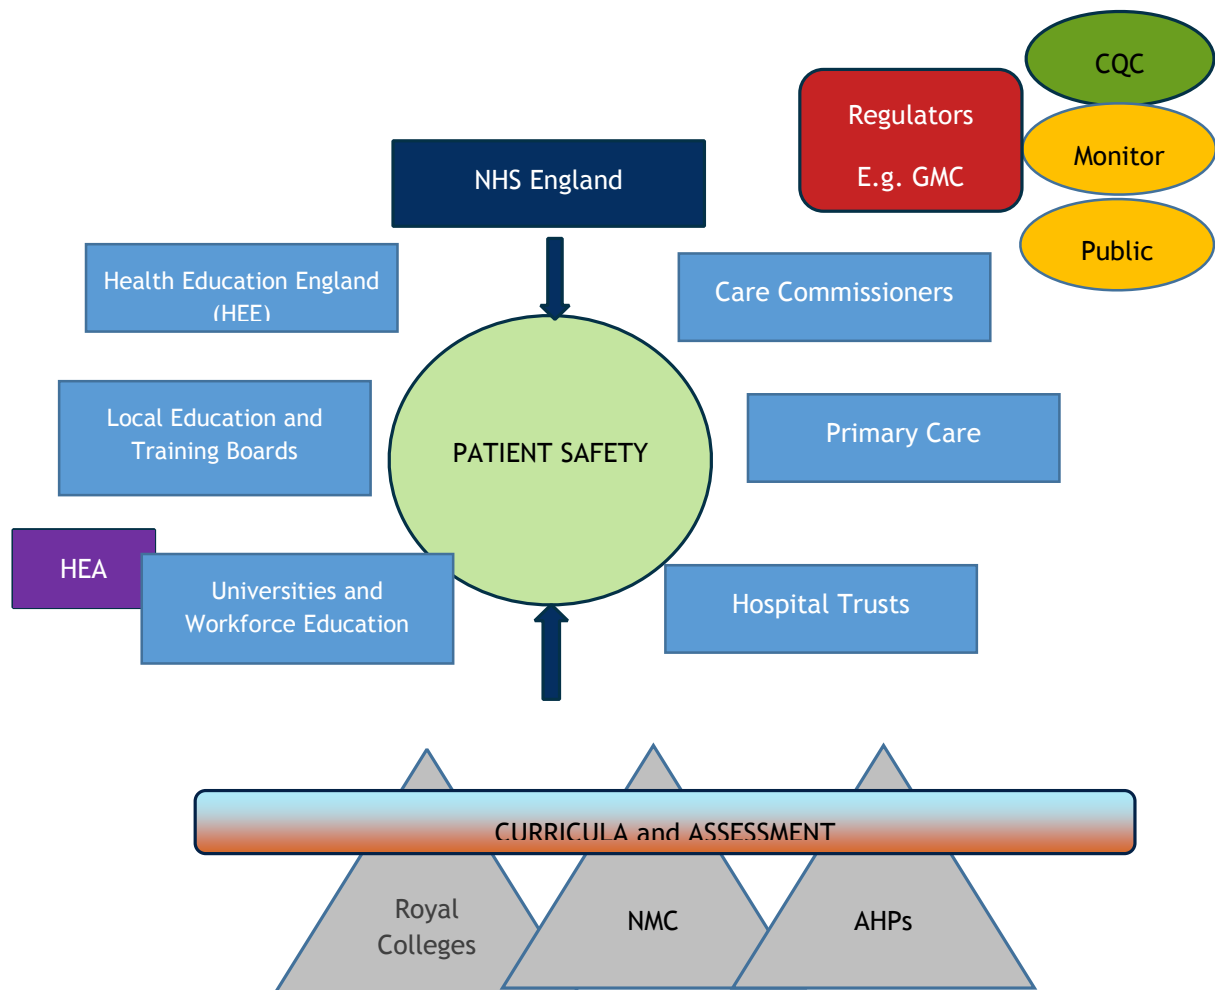 CQC
Regulators
E.g. GMC
Monitor
NHS England
Public
Health Education England
(HEE)
Care Commissioners
Local Education and
Training Boards
PATIENT SAFETY
Primary Care
HEA
Universities and
Workforce Education
Hospital Trusts
CURRICULA and ASSESSMENT
Royal
Colleges
NMC
AHPs